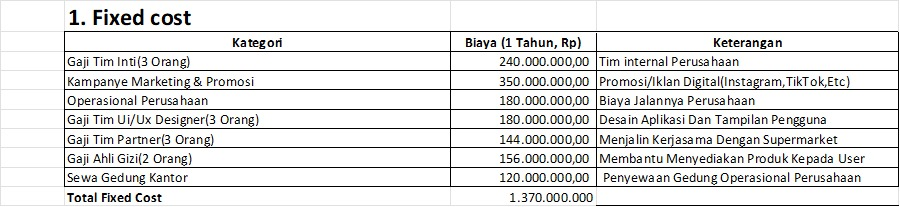 1. Fixed cost
Kategori Biaya (1 Tahun, Rp) Keterangan
Gaji Tim Inti(3 Orang) 240.000.000,00 Tim internal Perusahaan
Kampanye Marketing & Promosi 350.000.000,00 Promosi/Iklan Digital(Instagram,TikTok,Etc)
Operasional Perusahaan 180.000.000,00 Biaya Jalannya Perusahaan
Gaji Tim Ui/Ux Designer(3 Orang) 180.000.000,00 Desain Aplikasi Dan Tampilan Pengguna
Gaji Tim Partner(3 Orang) 144.000.000,00 Menjalin Kerjasama Dengan Supermarket
Gaji Ahli Gizi(2 Orang) 156.000.000,00 Membantu Menyediakan Produk Kepada User
Sewa Gedung Kantor 120.000.000,00 Penyewaan Gedung Operasional Perusahaan
Total Fixed Cost 1.370.000.000